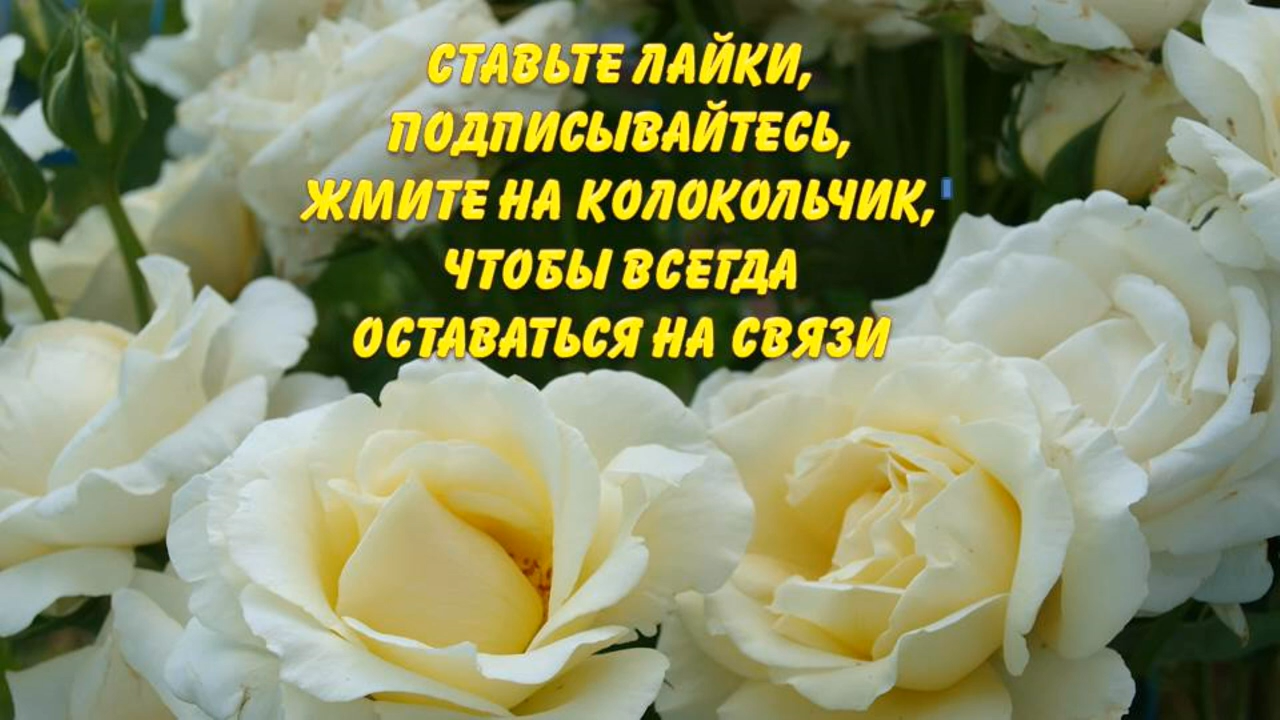 СТАВЬТЕ ЛАЙКИ,
ПОДПИСЫВАЙТЕСЬ,
ЖМИТЕ НА КОЛОКОЛЬЧИК,
ЧТОБЫ ВСЕГДА
ОСТАВАТЬСЯ НА СВЯЗИ